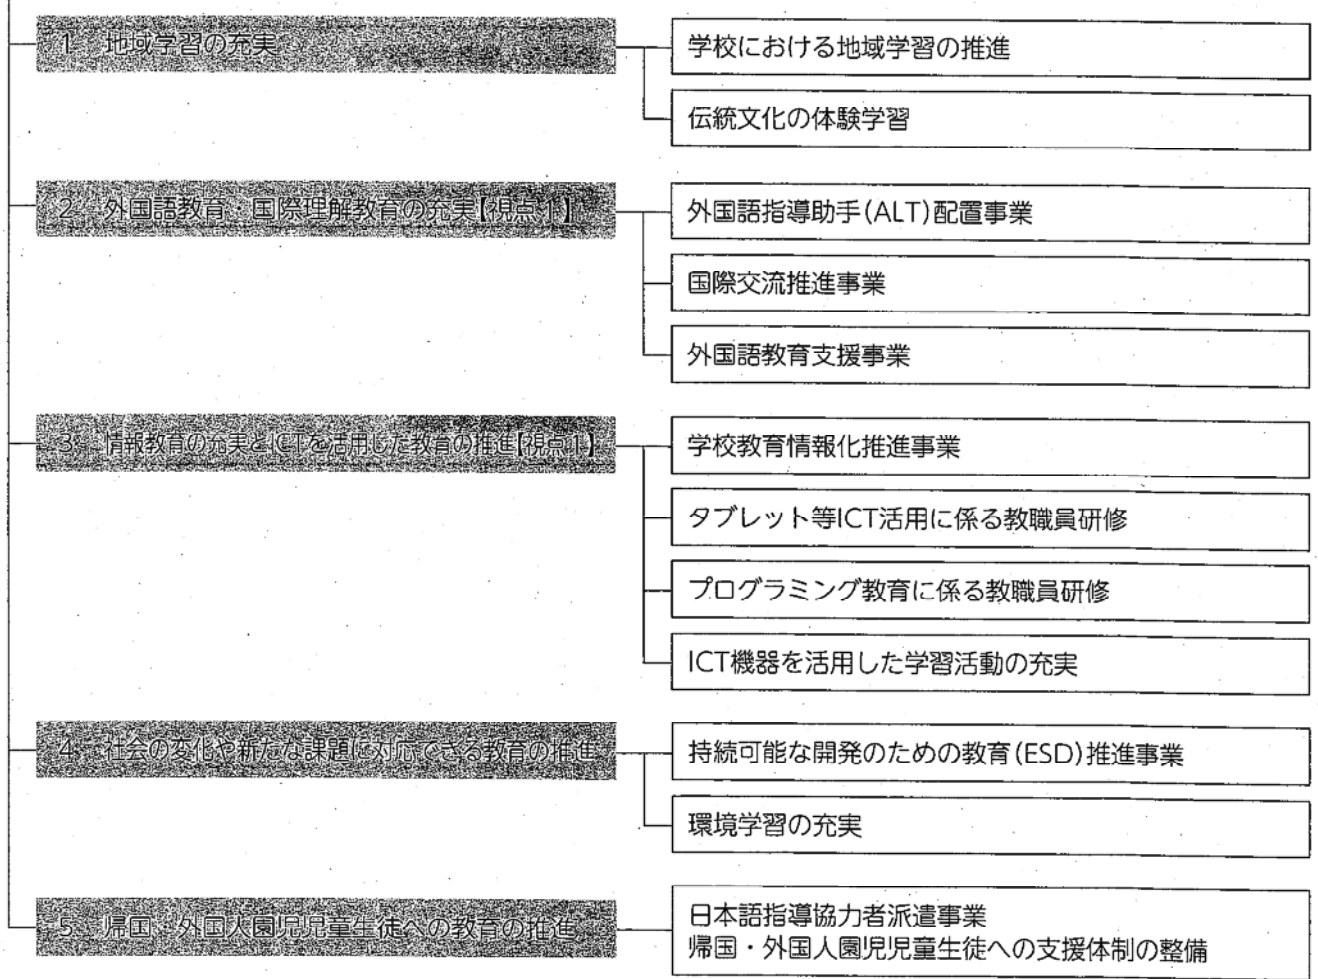 1 地域学習の充実
学校における地域学習の推進
伝統文化の体験学習
2 外国語教育・国際理解教育の充実【視点1】
外国語指導助手(ALT)配置事業
国際交流推進事業
外国語教育支援事業
3 情報教育の充実とICTを活用した教育の推進【視点1】
学校教育情報化推進事業
タブレット等ICT活用に係る教職員研修
プログラミング教育に係る教職員研修
ICT機器を活用した学習活動の充実
4 社会の変化や新たな課題に対応できる教育の推進
持続可能な開発のための教育(ESD)推進事業
環境学習の充実
5 帰国・外国人園児児童生徒への教育の推進
日本語指導協力者派遣事業
帰国・外国人園児児童生徒への支援体制の整備